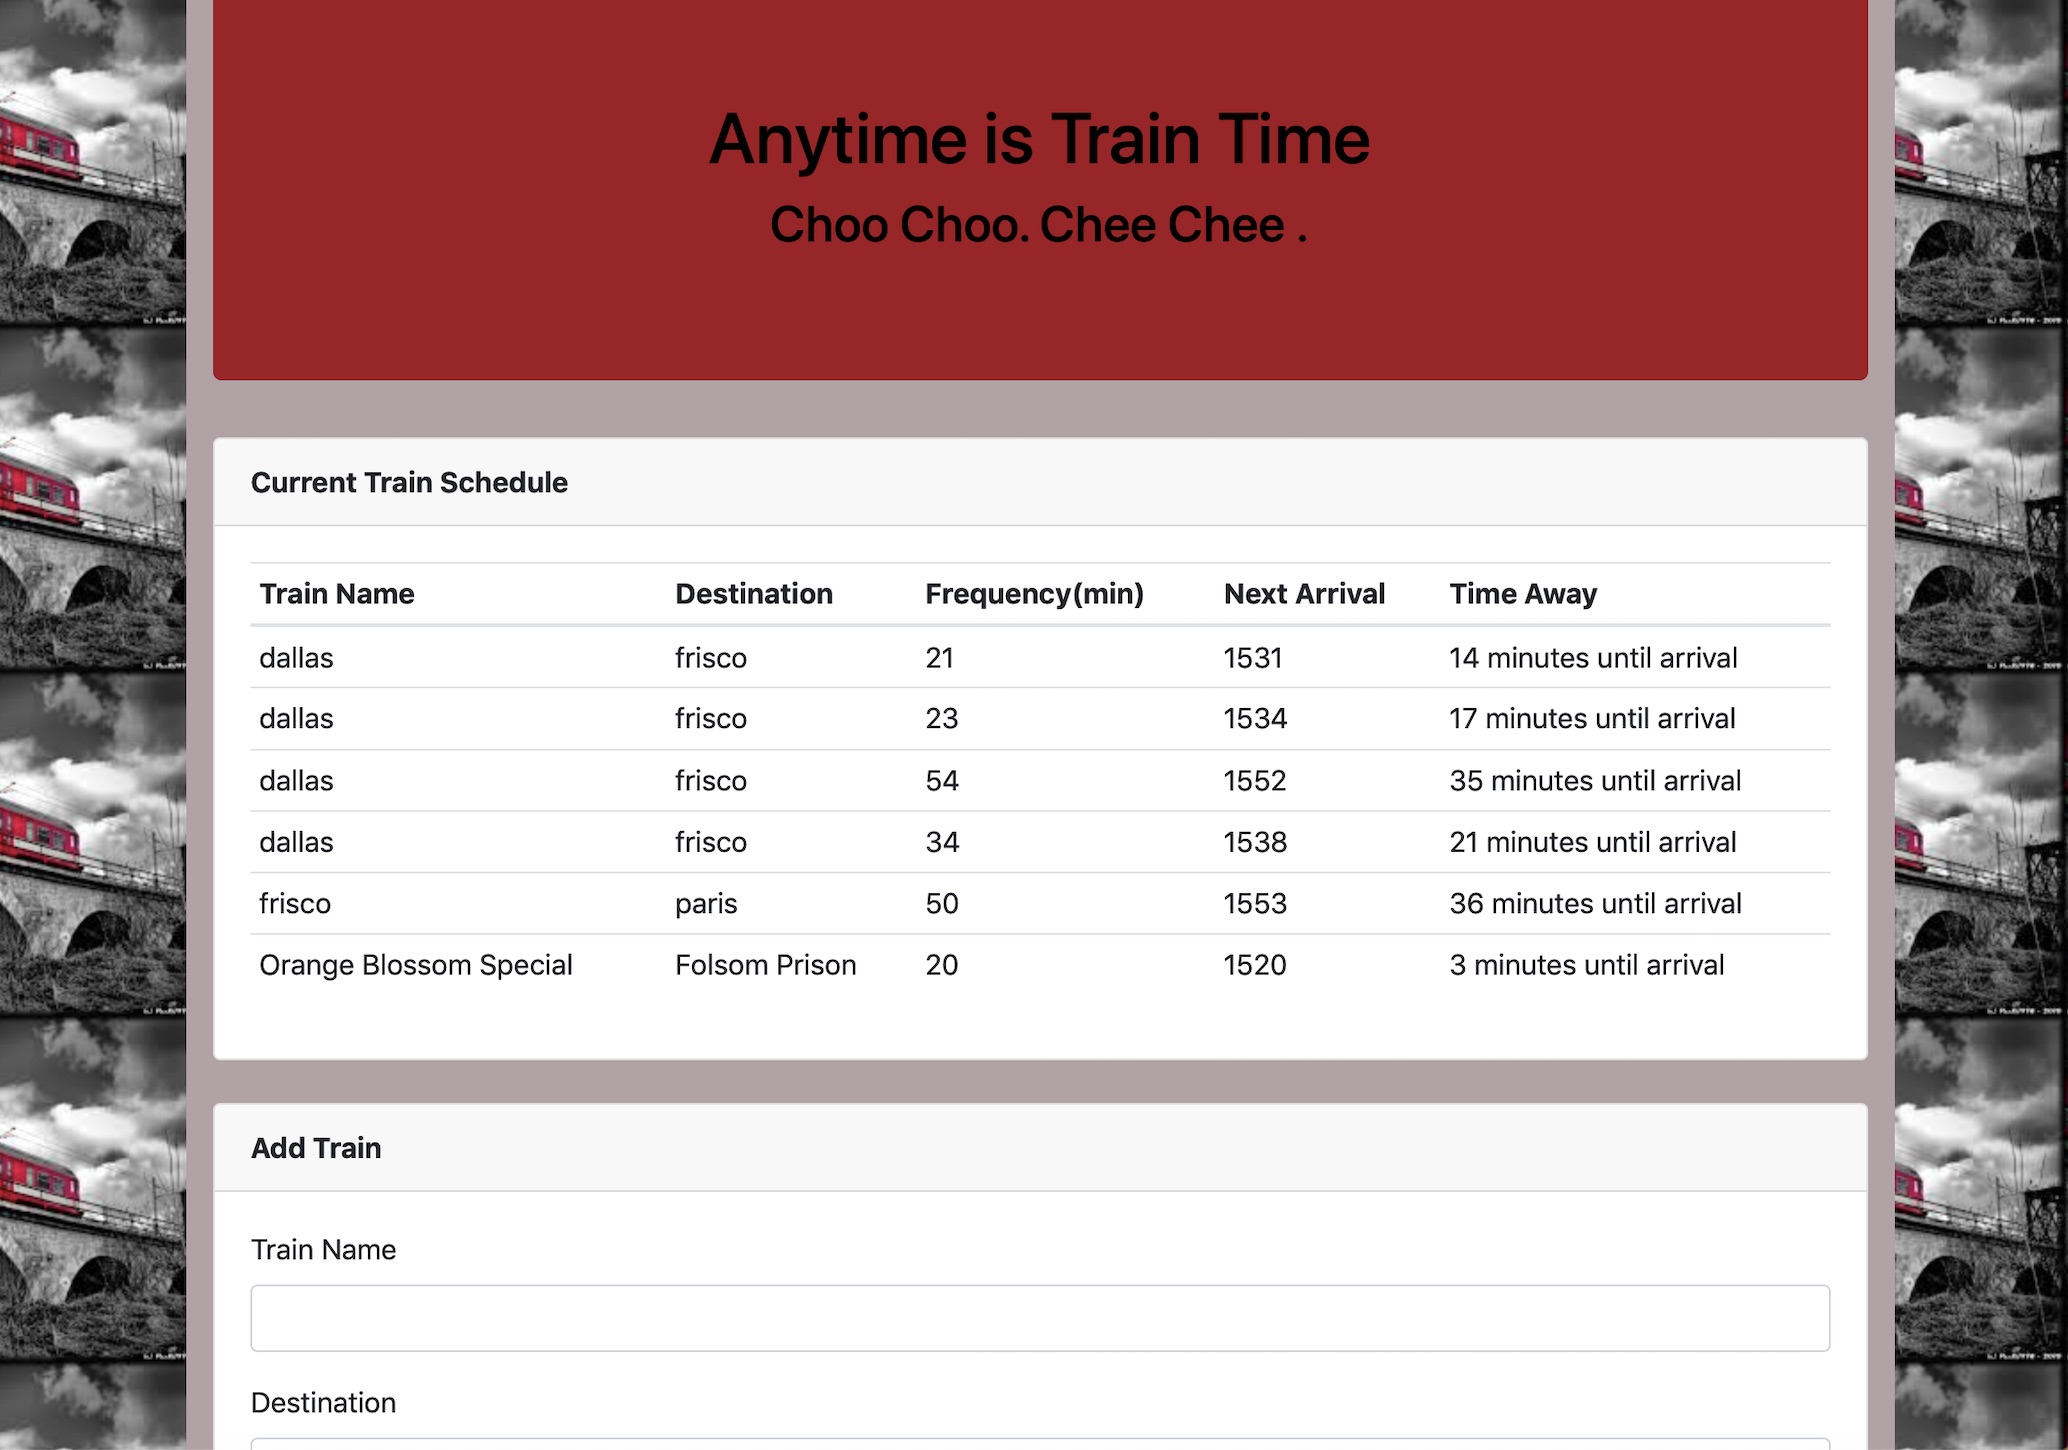 Anytime is Train Time
Choo Choo. Chee Chee .
Current Train Schedule
Train Name Destination Frequency(min) Next Arrival Time Away
dallas frisco 21 1531 14 minutes until arrival
dallas frisco 23 1534 17 minutes until arrival
dallas frisco 54 1552 35 minutes until arrival
dallas frisco 34 1538 21 minutes until arrival
frisco paris 50 1553 36 minutes until arrival
Orange Blossom Special Folsom Prison 20 1520 3 minutes until arrival
Add Train
Train Name
Destination